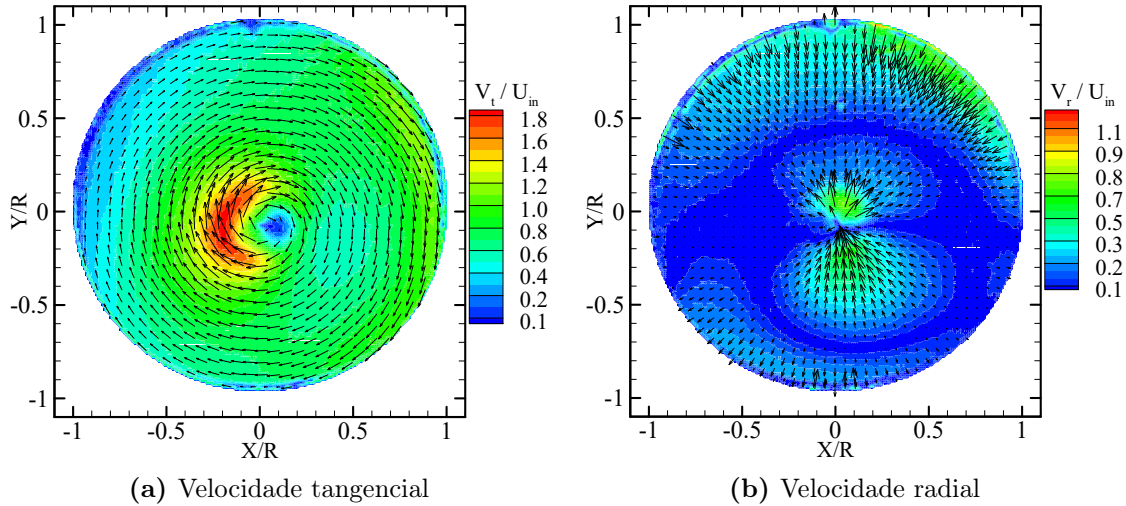 V_t / U_in
1.8
1.6
1.4
1.2
1.0
0.8
0.6
0.4
0.2
0.1
Y/R
1
0.5
0
-0.5
-1
-1 -0.5 0 0.5 1
X/R
(a) Velocidade tangencial
V_r / U_in
1.1
0.9
0.8
0.7
0.5
0.3
0.2
0.1
Y/R
1
0.5
0
-0.5
-1
-1 -0.5 0 0.5 1
X/R
(b) Velocidade radial